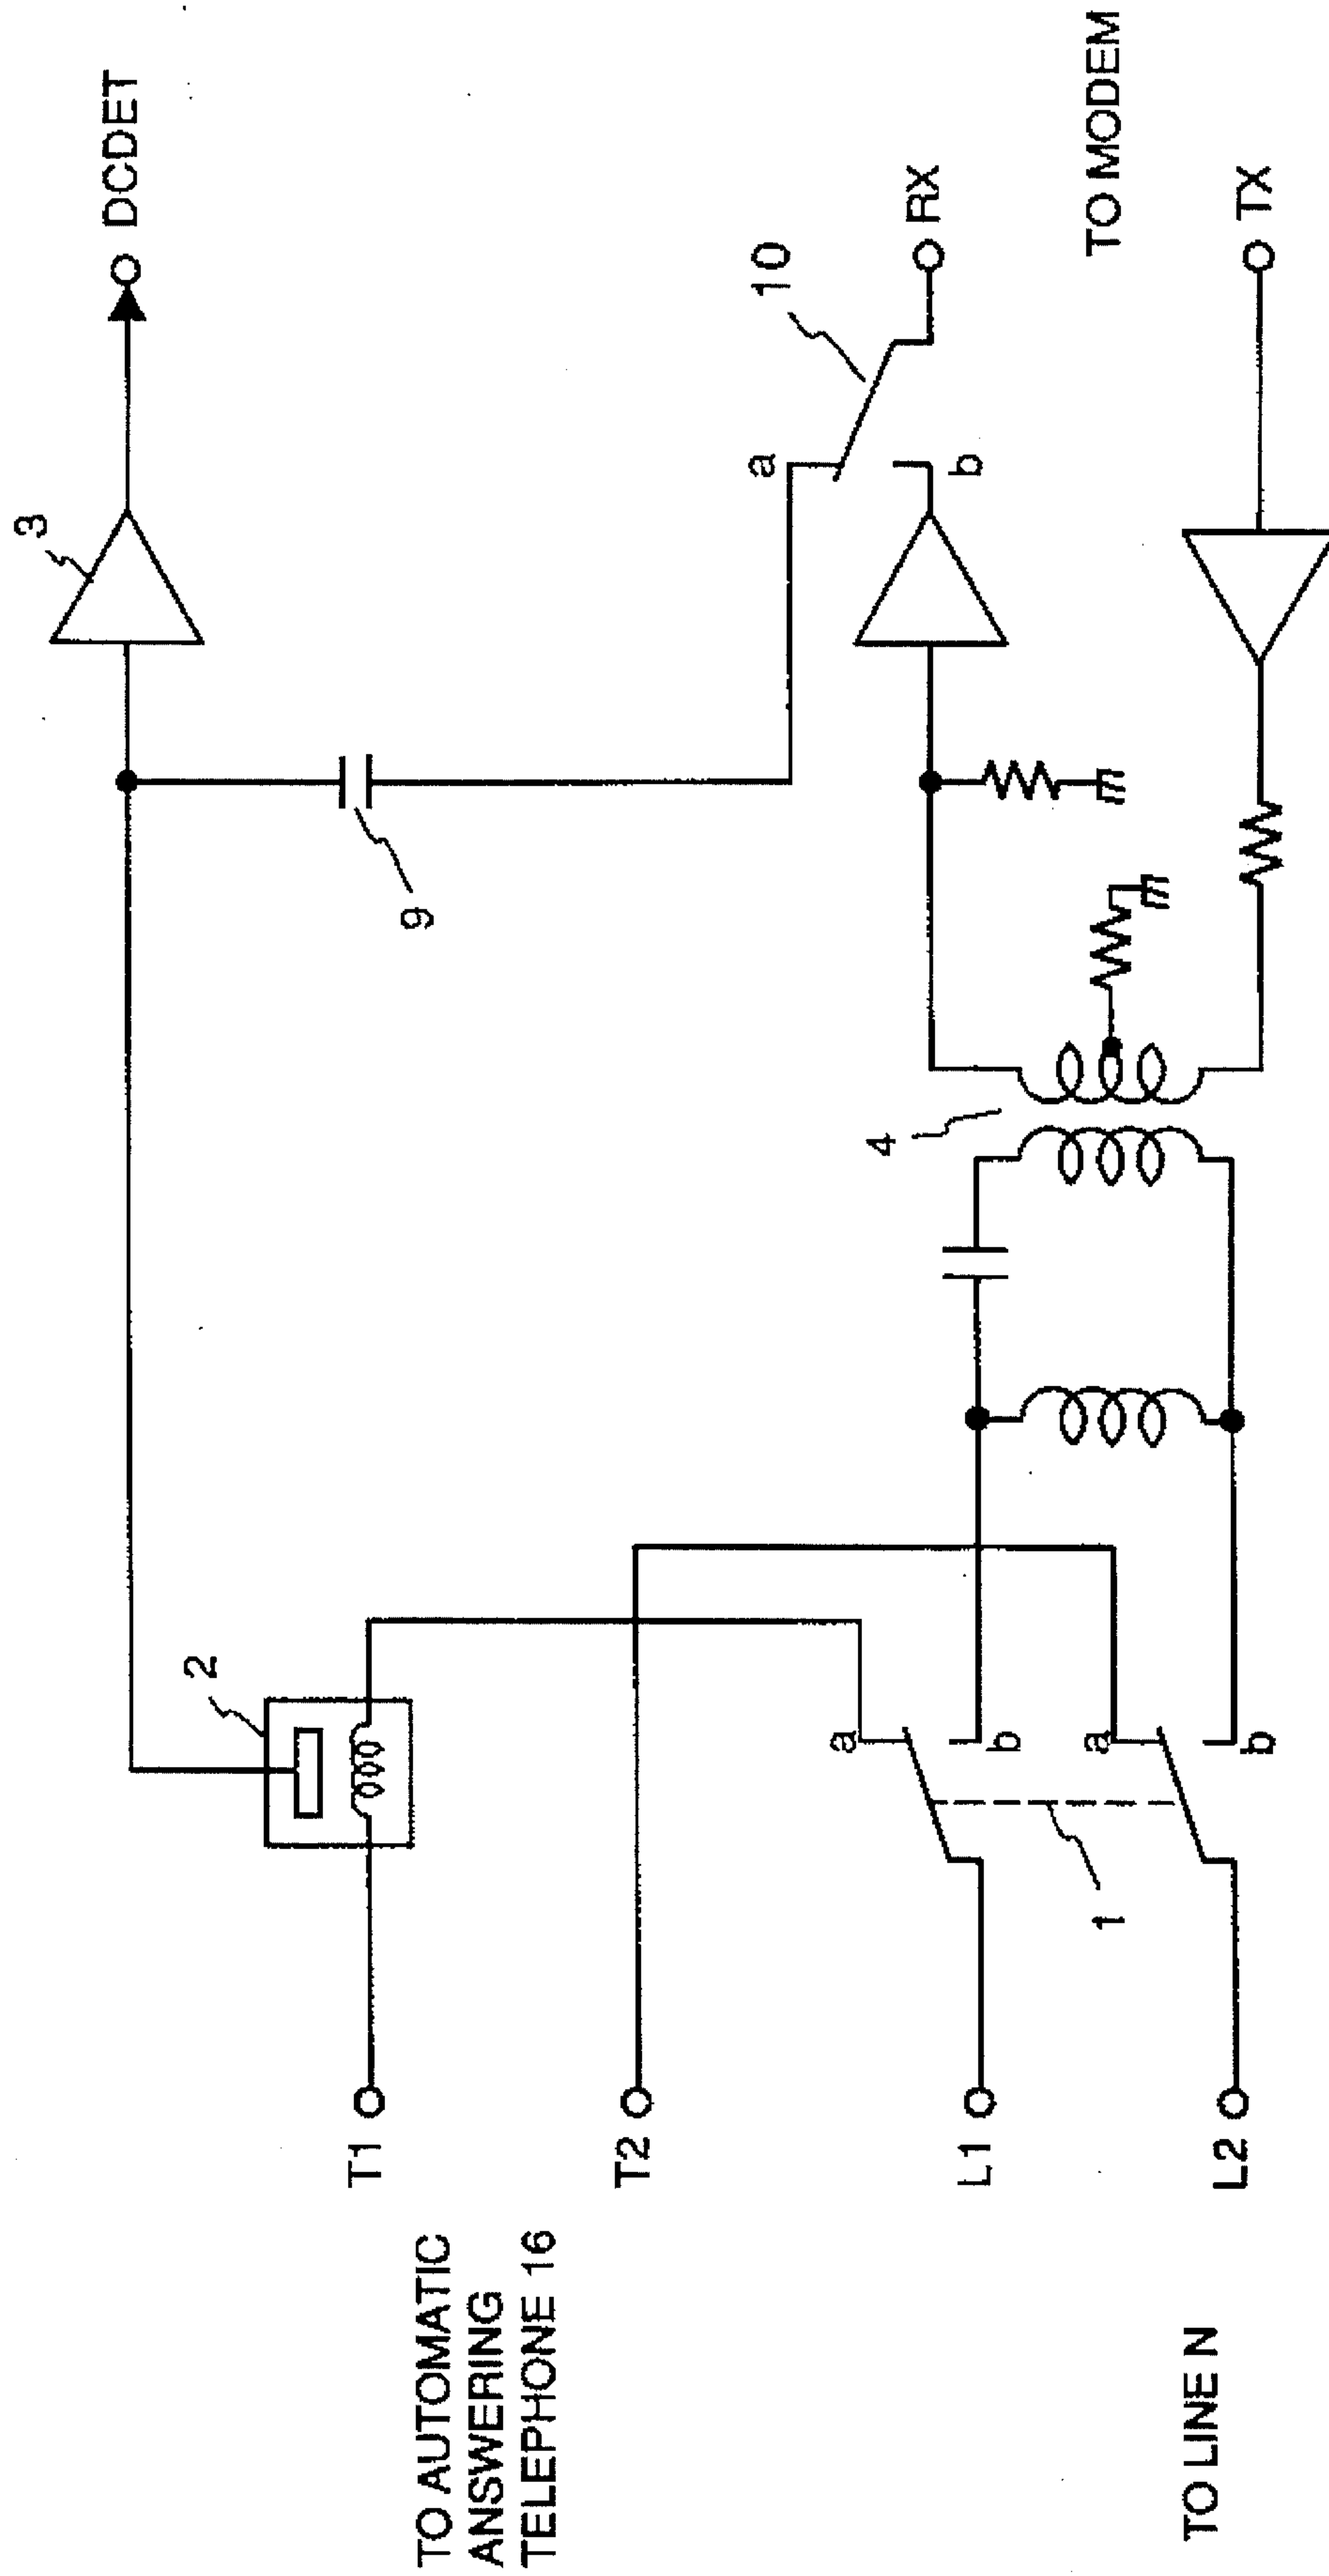 DCDET
3
10
a
RX
b
9
TO MODEM
TX
4
2
a
b
a
b
1
T1
T2
L1
L2
TO AUTOMATIC
ANSWERING
TELEPHONE 16
TO LINE N